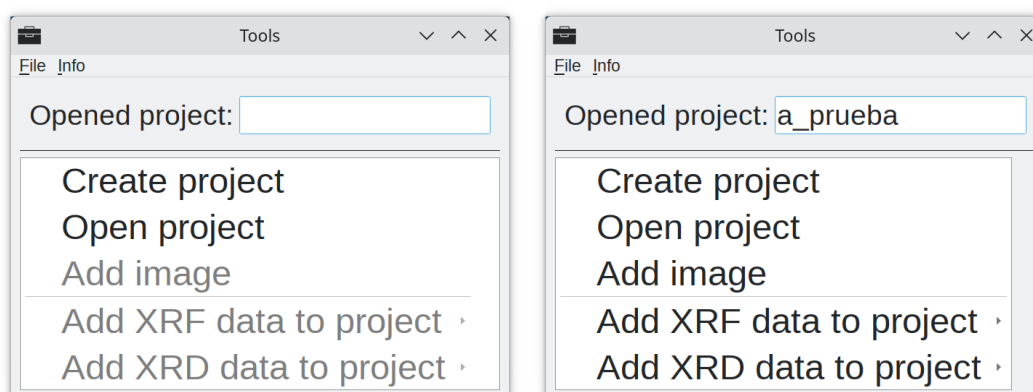 Tools
File Info
Opened project:
Create project
Open project
Add image
Add XRF data to project
Add XRD data to project
Tools
File Info
Opened project: a_prueba
Create project
Open project
Add image
Add XRF data to project
Add XRD data to project